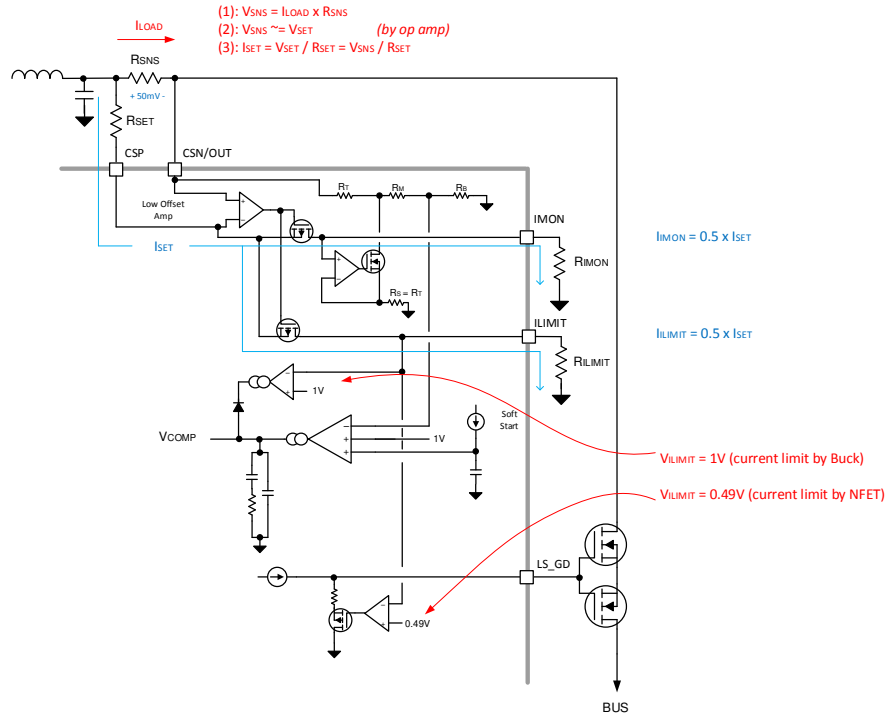 (1): VSNS = ILOAD x RSNS
(2): VSNS ~= VSET (by op amp)
(3): ISET = VSET / RSET = VSNS / RSET
ILOAD
RSNS
+ 50mV -
RSET
CSP
CSN/OUT
RT
RM
RB
Low Offset
Amp
IMON
ISET
IIMON = 0.5 x ISET
RIMON
RS = RT
ILIMIT
IILIMIT = 0.5 x ISET
RILIMIT
1V
Soft
Start
VCOMP
1V
VILIMIT = 1V (current limit by Buck)
VILIMIT = 0.49V (current limit by NFET)
LS_GD
0.49V
BUS